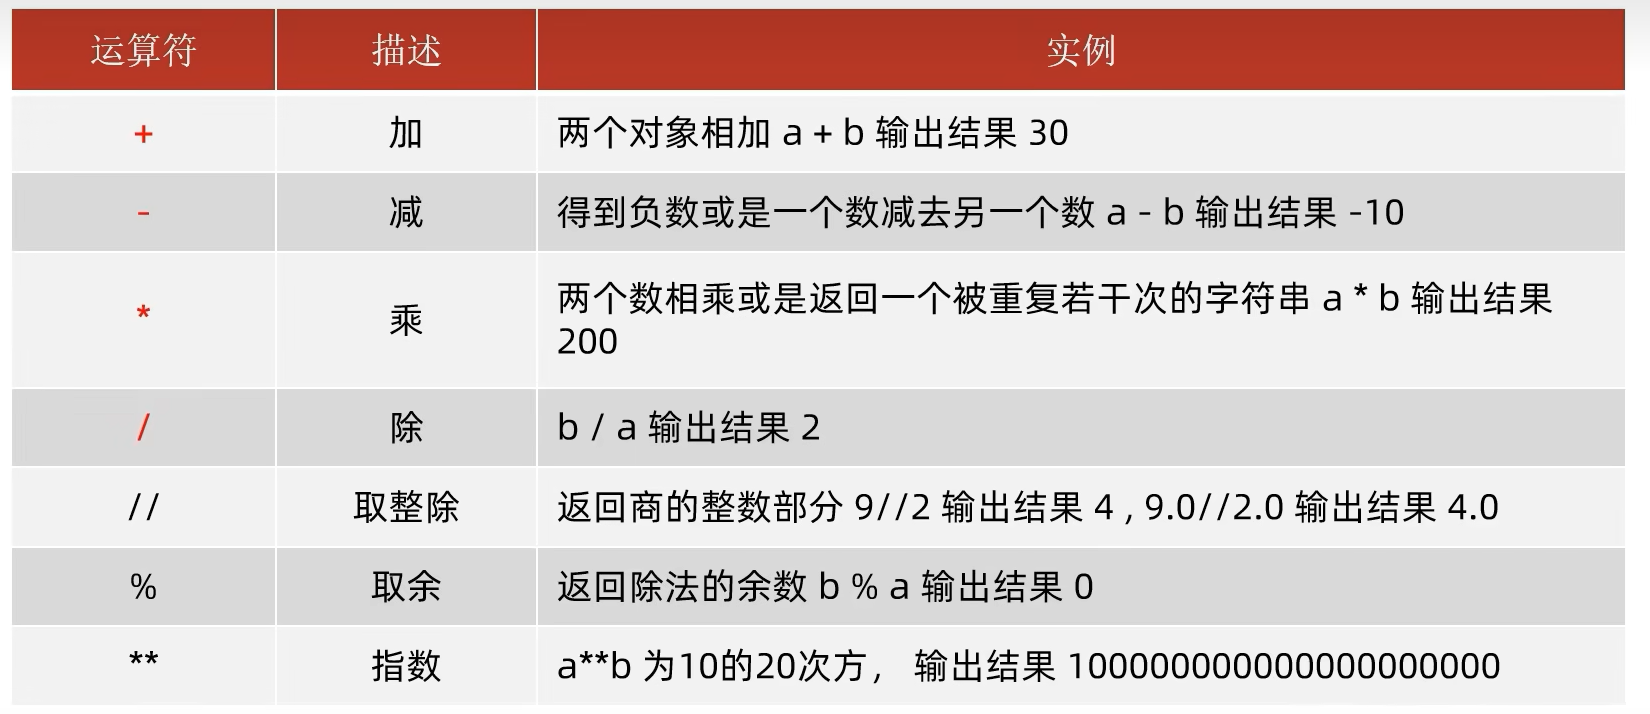 运算符 描述 实例
+ 加 两个对象相加 a + b 输出结果 30
- 减 得到负数或是一个数减去另一个数 a - b 输出结果 -10
* 乘 两个数相乘或是返回一个被重复若干次的字符串 a * b 输出结果
200
/ 除 b / a 输出结果 2
// 取整除 返回商的整数部分 9//2 输出结果 4 , 9.0//2.0 输出结果 4.0
% 取余 返回除法的余数 b % a 输出结果 0
** 指数 a**b 为10的20次方， 输出结果 100000000000000000000